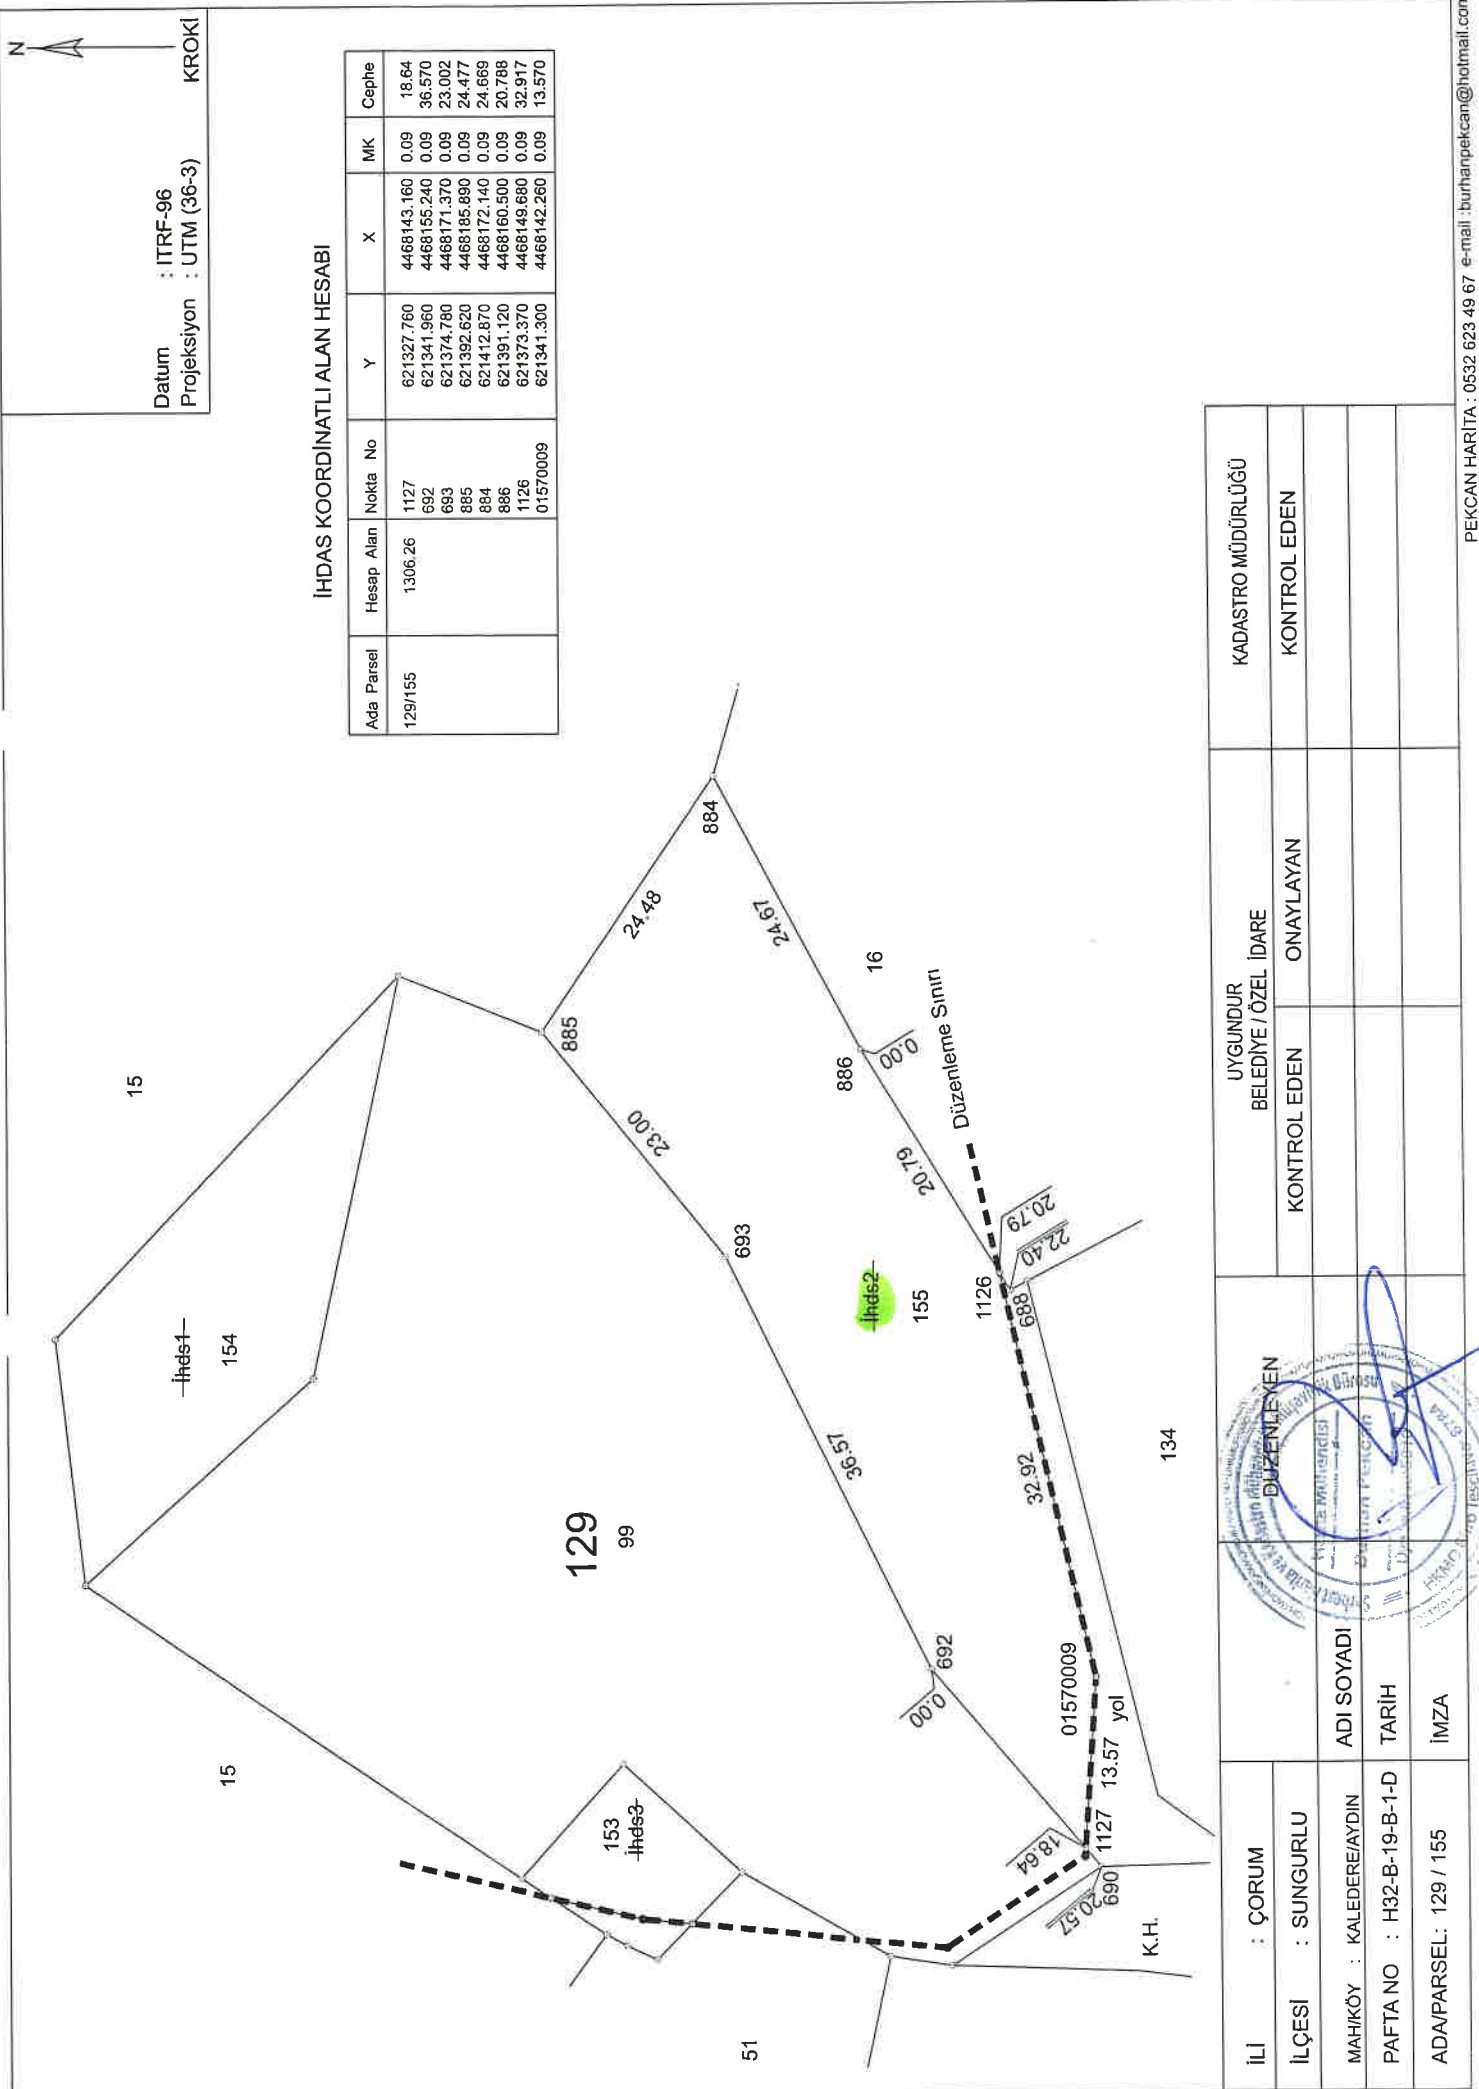 N
KROKİ
Datum : ITRF-96
Projeksiyon : UTM (36-3)
İHDAS KOORDİNATLI ALAN HESABI
Ada Parsel Hesap Alan Nokta No Y X MK Cephe
129/155 1306.26 1127 621327.760 4468143.160 0.09 18.64
692 621341.960 4468155.240 0.09 36.570
693 621374.780 4468171.370 0.09 23.002
885 621392.620 4468185.890 0.09 24.477
884 621412.870 4468172.140 0.09 24.669
886 621391.120 4468160.500 0.09 20.788
1126 621373.370 4468149.680 0.09 32.917
01570009 621341.300 4468142.260 0.09 13.570
15
İhds1
154
15
129
99
885
24.48
884
23.00
24.67
693
16
886
0.00
Düzenleme Sınırı
20.79
36.57
İhds2
155
1126
20.79
22.40
688
153
İhds3
692
0.00
32.92
134
01570009
yol
13.57
1127
18.64
690
20.57
K.H.
51
İLİ : ÇORUM
İLÇESİ : SUNGURLU
MAH/KÖY : KALEDERE/AYDIN
PAFTA NO : H32-B-19-B-1-D
ADA/PARSEL: 129 / 155
DÜZENLEYEN
ADI SOYADI
TARİH
İMZA
UYGUNDUR
BELEDİYE / ÖZEL İDARE
KONTROL EDEN ONAYLAYAN
KADASTRO MÜDÜRLÜĞÜ
KONTROL EDEN
Harita Mühendisi
Burhan Pekcan
PEKCAN HARİTA : 0532 623 49 67 e-mail :burhanpekcan@hotmail.com